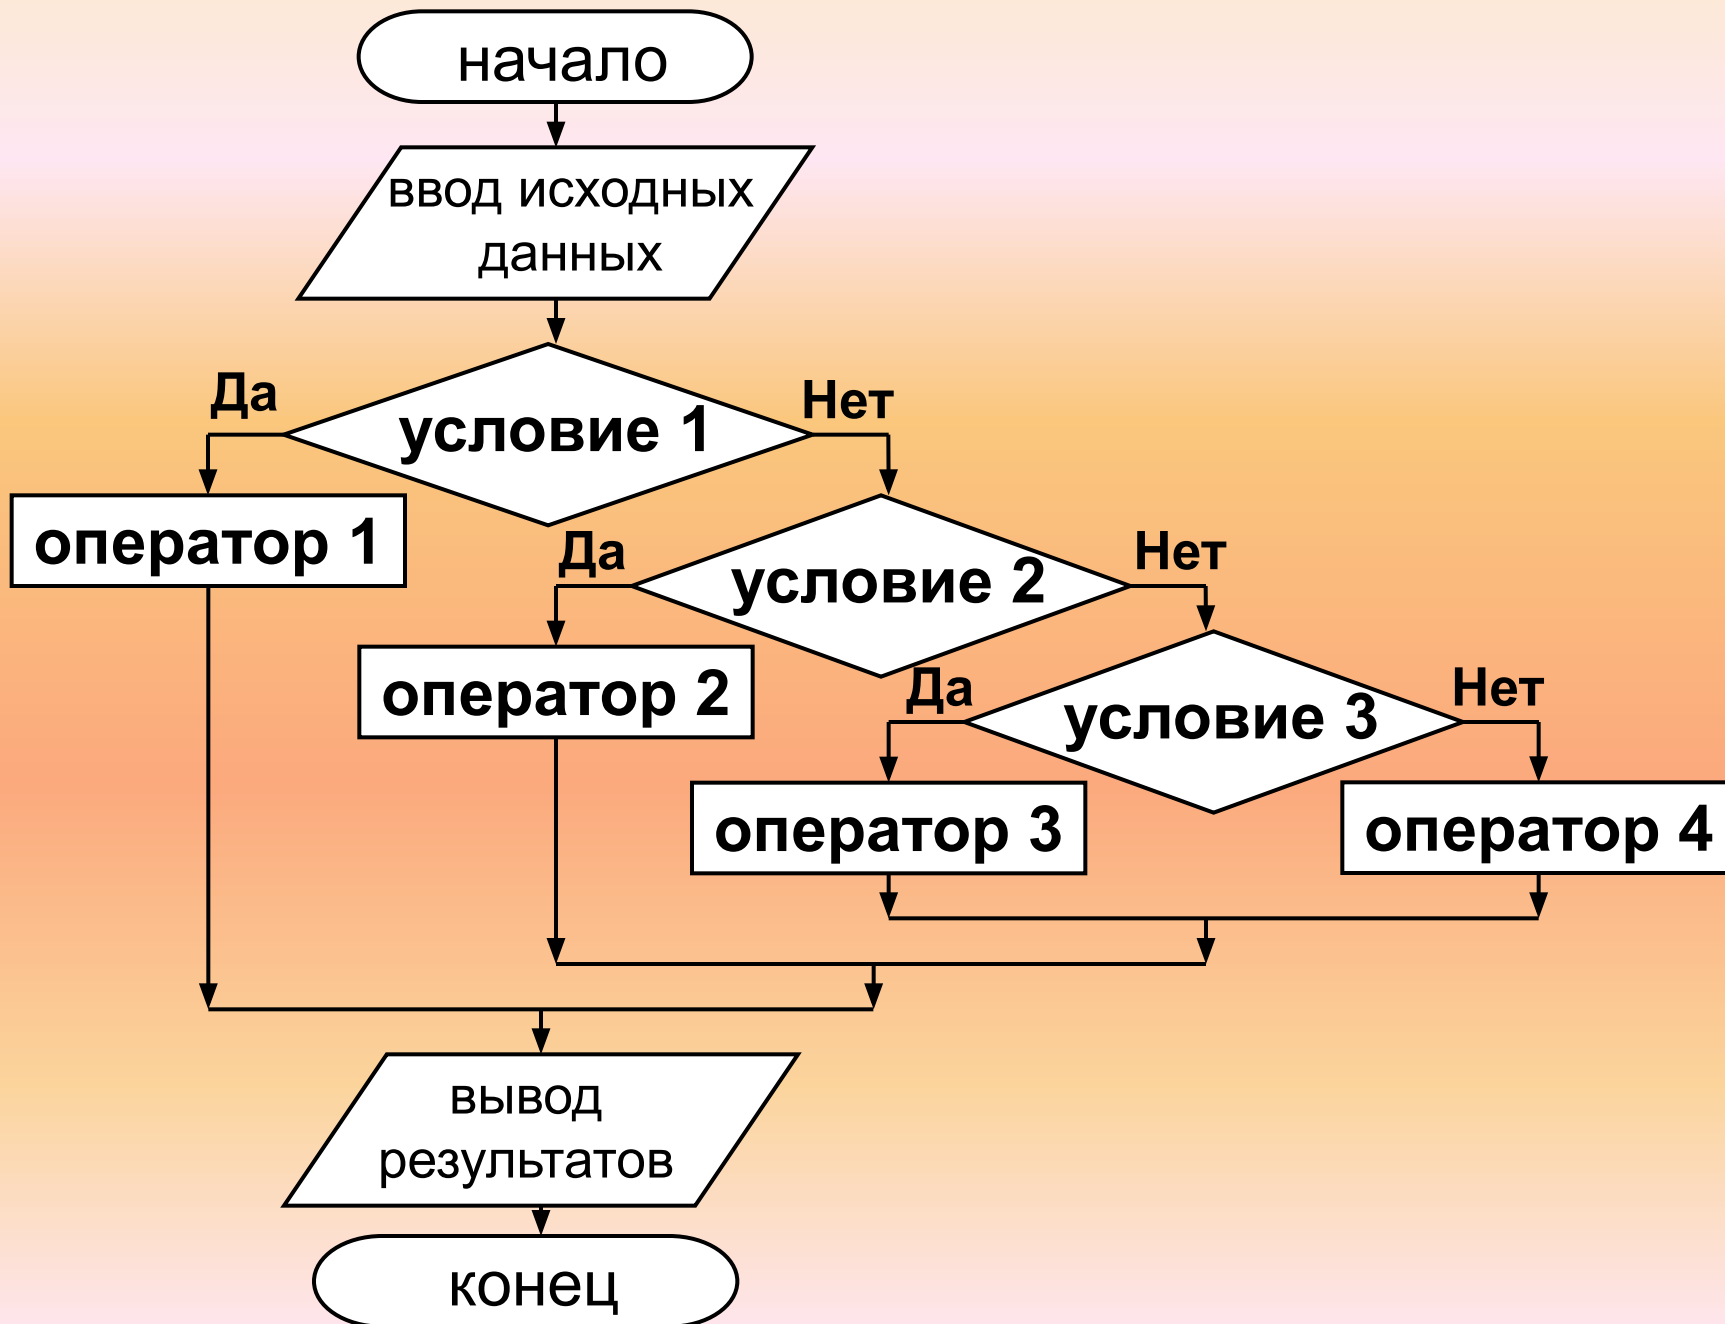 начало
ввод исходных
данных
Да
Нет
условие 1
оператор 1
Да
Нет
условие 2
оператор 2
Да
Нет
условие 3
оператор 3
оператор 4
вывод
результатов
конец